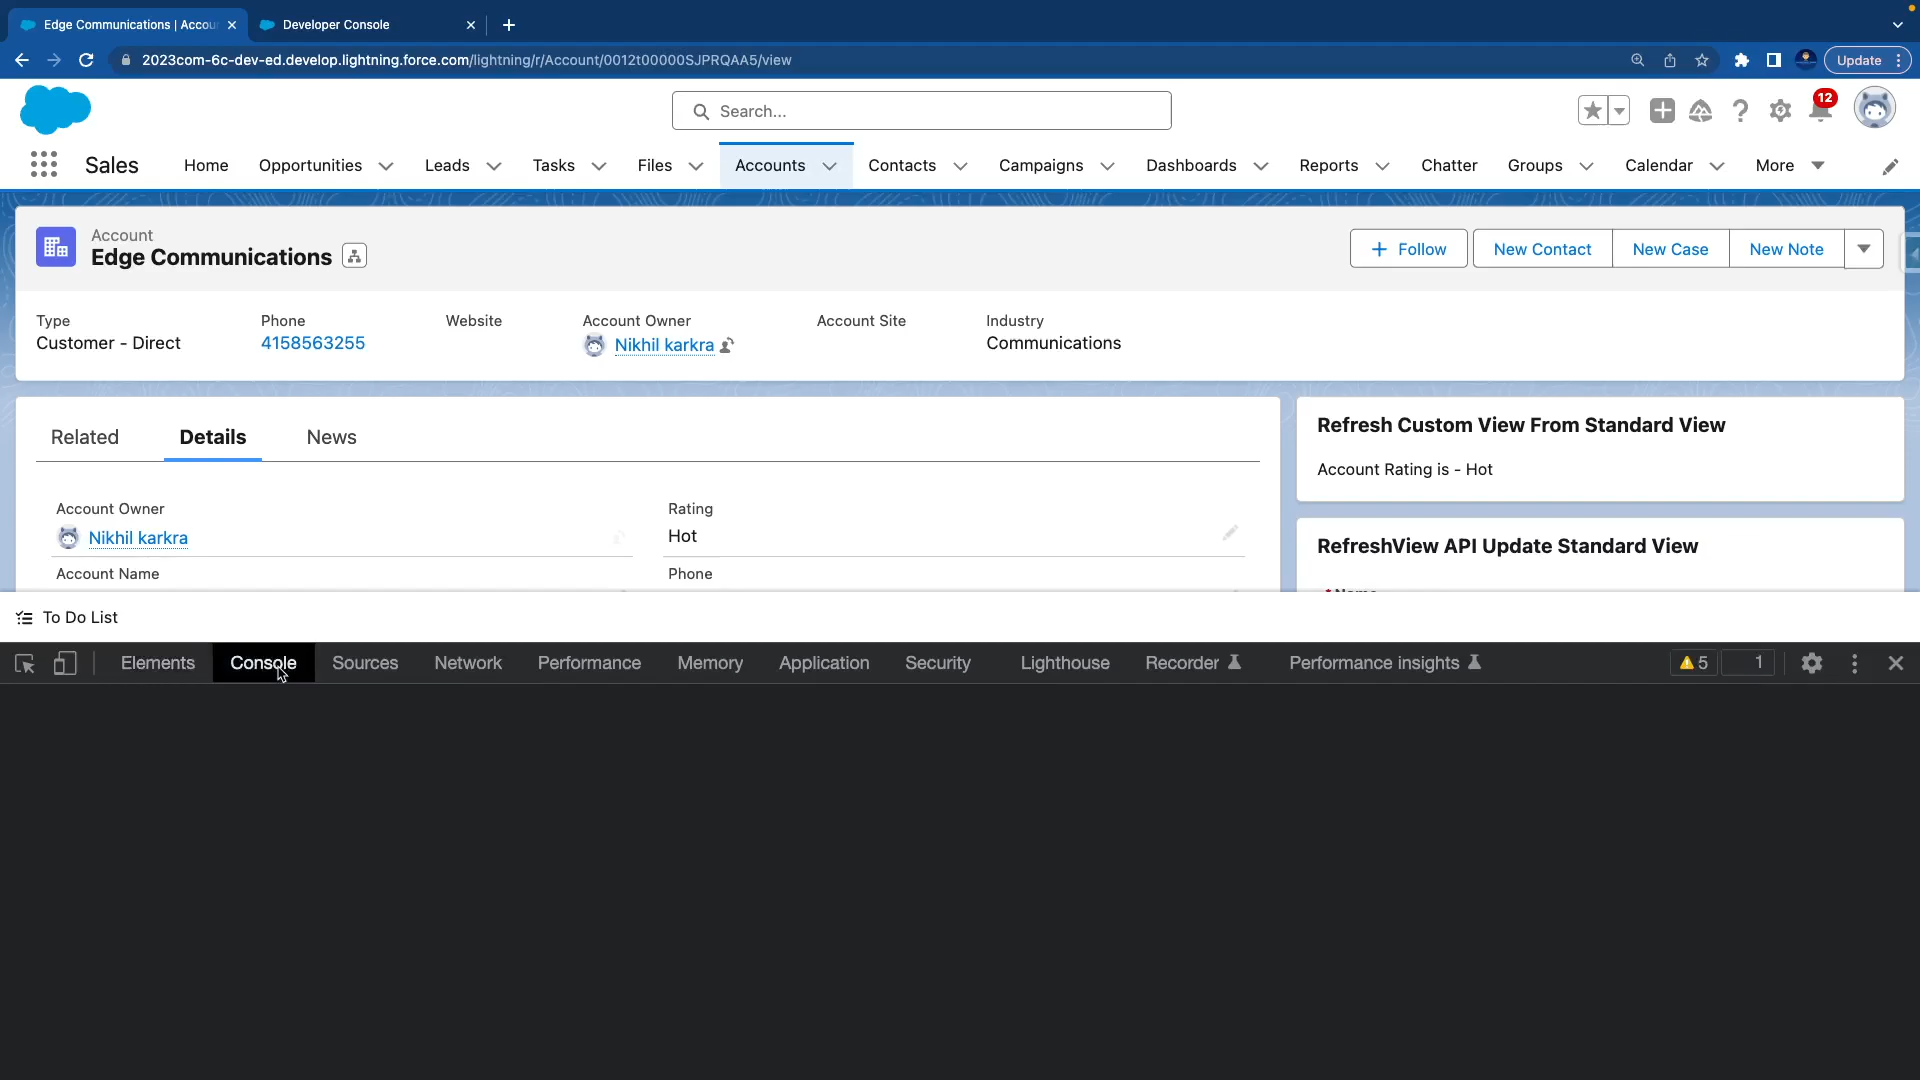 Edge Communications | Accou
Developer Console
2023com-6c-dev-ed.develop.lightning.force.com/lightning/r/Account/0012t00000SJPRQAA5/view
Update
Search...
12
Sales
Home
Opportunities
Leads
Tasks
Files
Accounts
Contacts
Campaigns
Dashboards
Reports
Chatter
Groups
Calendar
More
Account
Edge Communications
Follow
New Contact
New Case
New Note
Type
Phone
Website
Account Owner
Account Site
Industry
Customer - Direct
4158563255
Nikhil karkra
Communications
Related
Details
News
Refresh Custom View From Standard View
Account Rating is - Hot
Account Owner
Nikhil karkra
Rating
Hot
Account Name
Phone
RefreshView API Update Standard View
To Do List
Elements
Console
Sources
Network
Performance
Memory
Application
Security
Lighthouse
Recorder
Performance insights
5
1